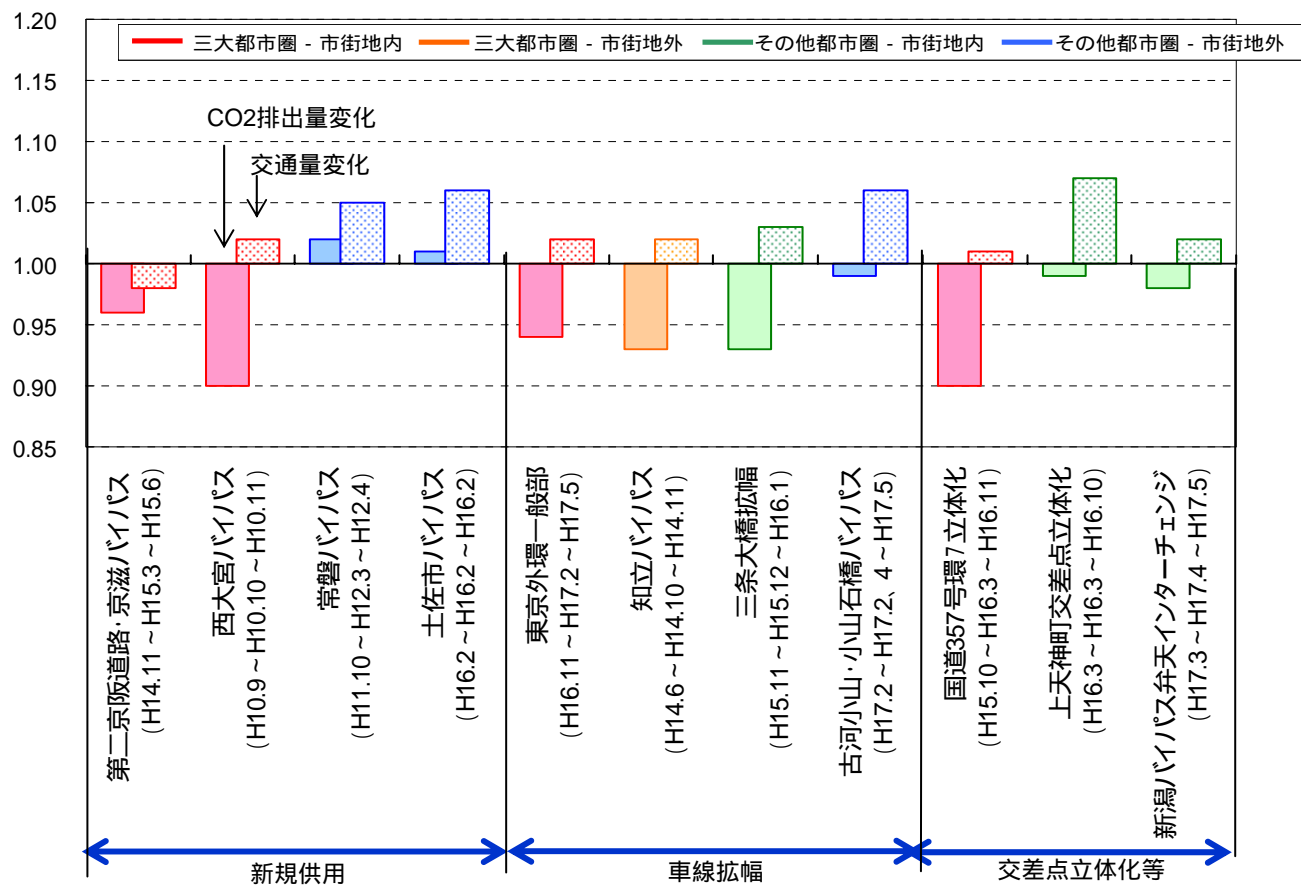 1.20
三大都市圏 - 市街地内
三大都市圏 - 市街地外
その他都市圏 - 市街地内
その他都市圏 - 市街地外
1.15
1.10
1.05
1.00
0.95
0.90
0.85
CO2排出量変化
交通量変化
第二京阪道路・京滋バイパス
（H14.11～H15.3～H15.6）
西大宮バイパス
（H10.9～H10.10～H10.11）
常磐バイパス
（H11.10～H12.3～H12.4）
土佐市バイパス
（H16.2～H16.2～H16.2）
東京外環一般部
（H16.11～H17.2～H17.5）
知立バイパス
（H14.6～H14.10～H14.11）
三条大橋拡幅
（H15.11～H15.12～H16.1）
古河小山・小山石橋バイパス
（H17.2～H17.2、4～H17.5）
国道357号環7立体化
（H15.10～H16.3～H16.11）
上天神町交差点立体化
（H16.3～H16.3～H16.10）
新潟バイパス弁天インターチェンジ
（H17.3～H17.4～H17.5）
新規供用
車線拡幅
交差点立体化等